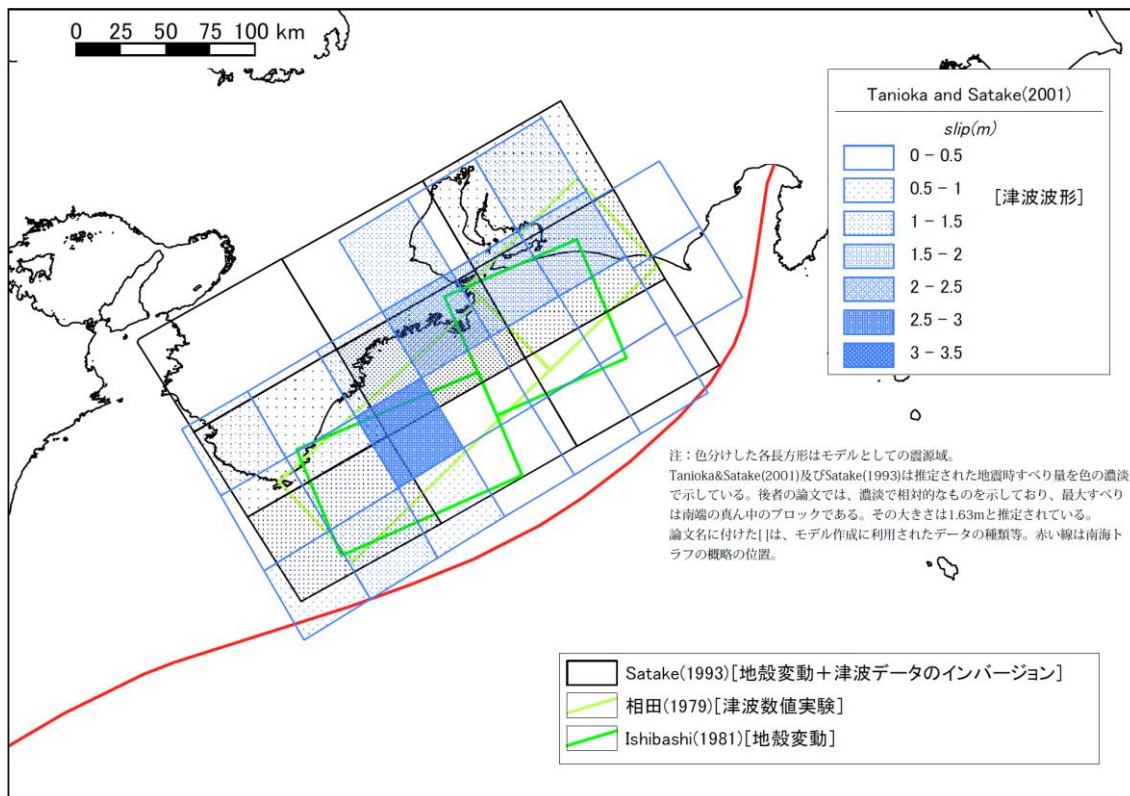 0 25 50 75 100 km
Tanioka and Satake(2001)
slip(m)
0 - 0.5
0.5 - 1
[津波波形]
1 - 1.5
1.5 - 2
2 - 2.5
2.5 - 3
3 - 3.5
注：色分けした各長方形はモデルとしての震源域。
Tanioka&Satake(2001)及びSatake(1993)は推定された地震時すべり量を色の濃淡
で示している。後者の論文では、濃淡で相対的なものを示しており、最大すべり
は南端の真ん中のブロックである。その大きさは1.63mと推定されている。
論文名に付けた[ ]は、モデル作成に利用されたデータの種類等。赤い線は南海ト
ラフの概略の位置。
Satake(1993)[地殻変動＋津波データのインバージョン]
相田(1979)[津波数値実験]
Ishibashi(1981)[地殻変動]